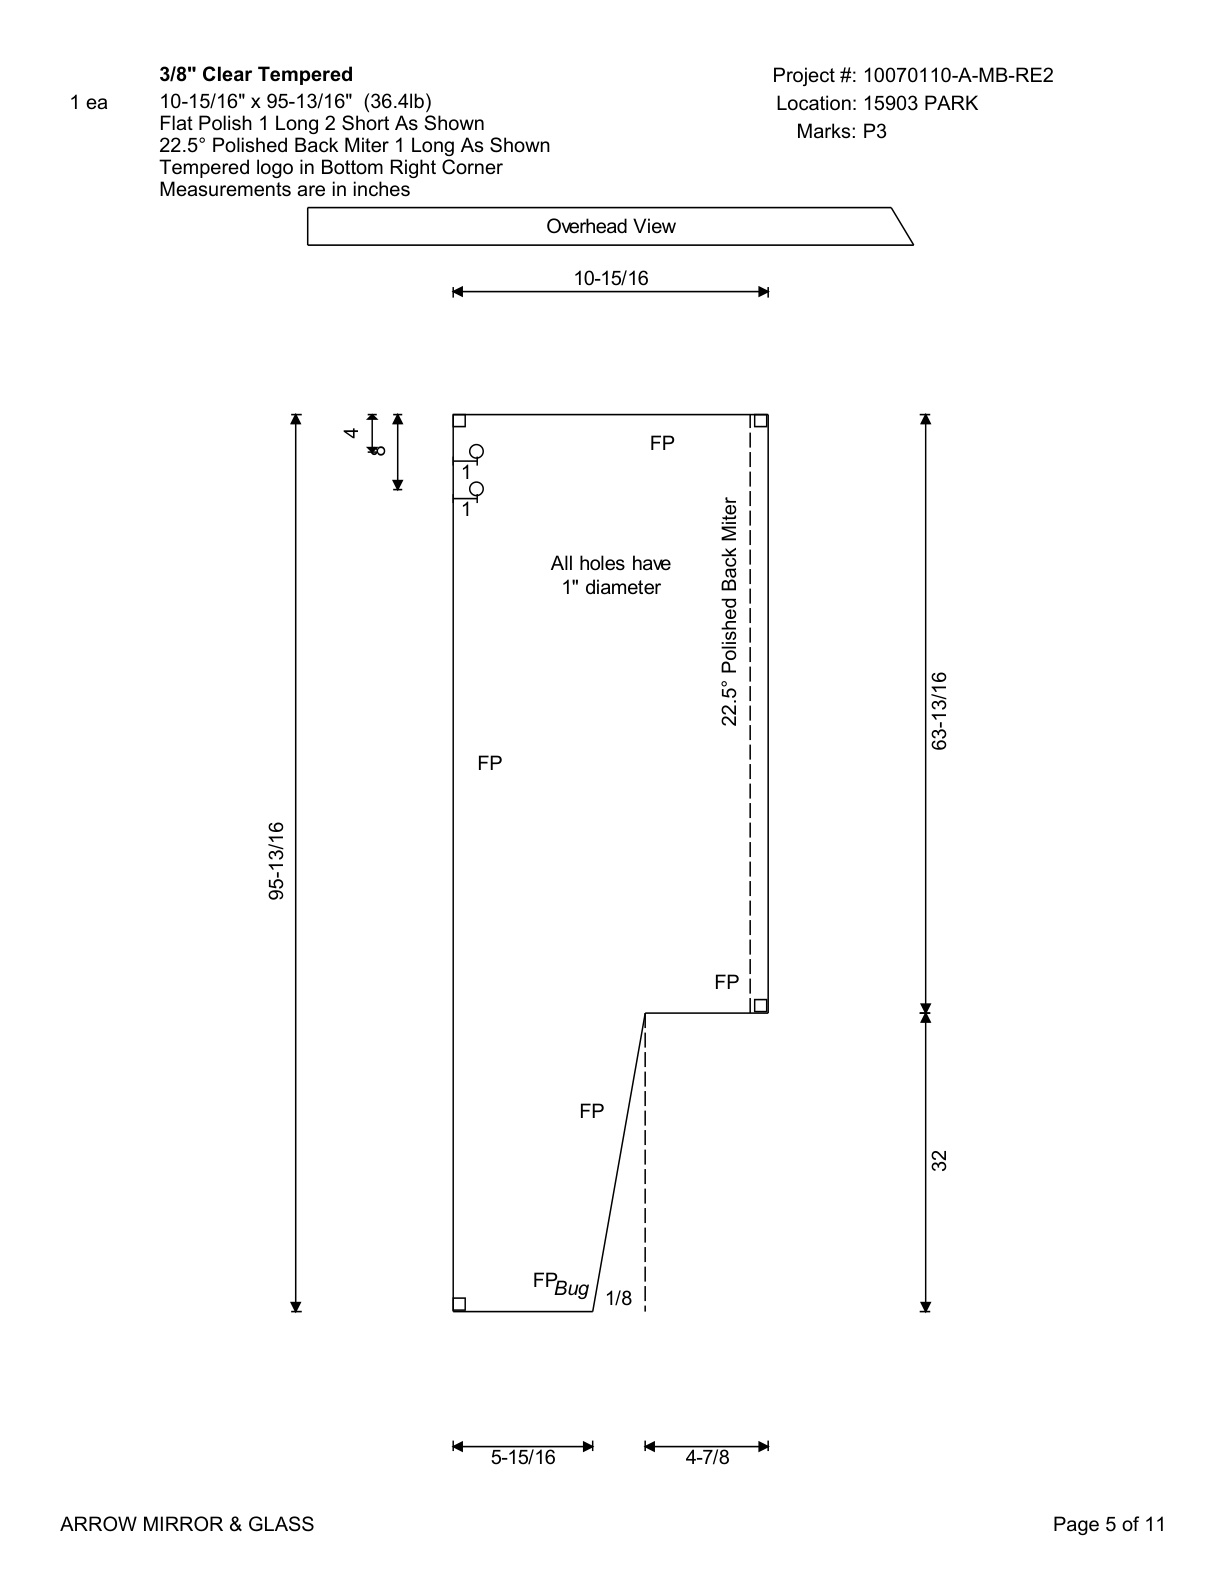 3/8" Clear Tempered
Project #: 10070110-A-MB-RE2
1 ea
10-15/16" x 95-13/16" (36.4lb)
Location: 15903 PARK
Flat Polish 1 Long 2 Short As Shown
Marks: P3
22.5° Polished Back Miter 1 Long As Shown
Tempered logo in Bottom Right Corner
Measurements are in inches
Overhead View
10-15/16
4
8
FP
1
1
All holes have
1" diameter
22.5° Polished Back Miter
63-13/16
FP
95-13/16
FP
FP
32
FP
Bug
1/8
5-15/16
4-7/8
ARROW MIRROR & GLASS
Page 5 of 11